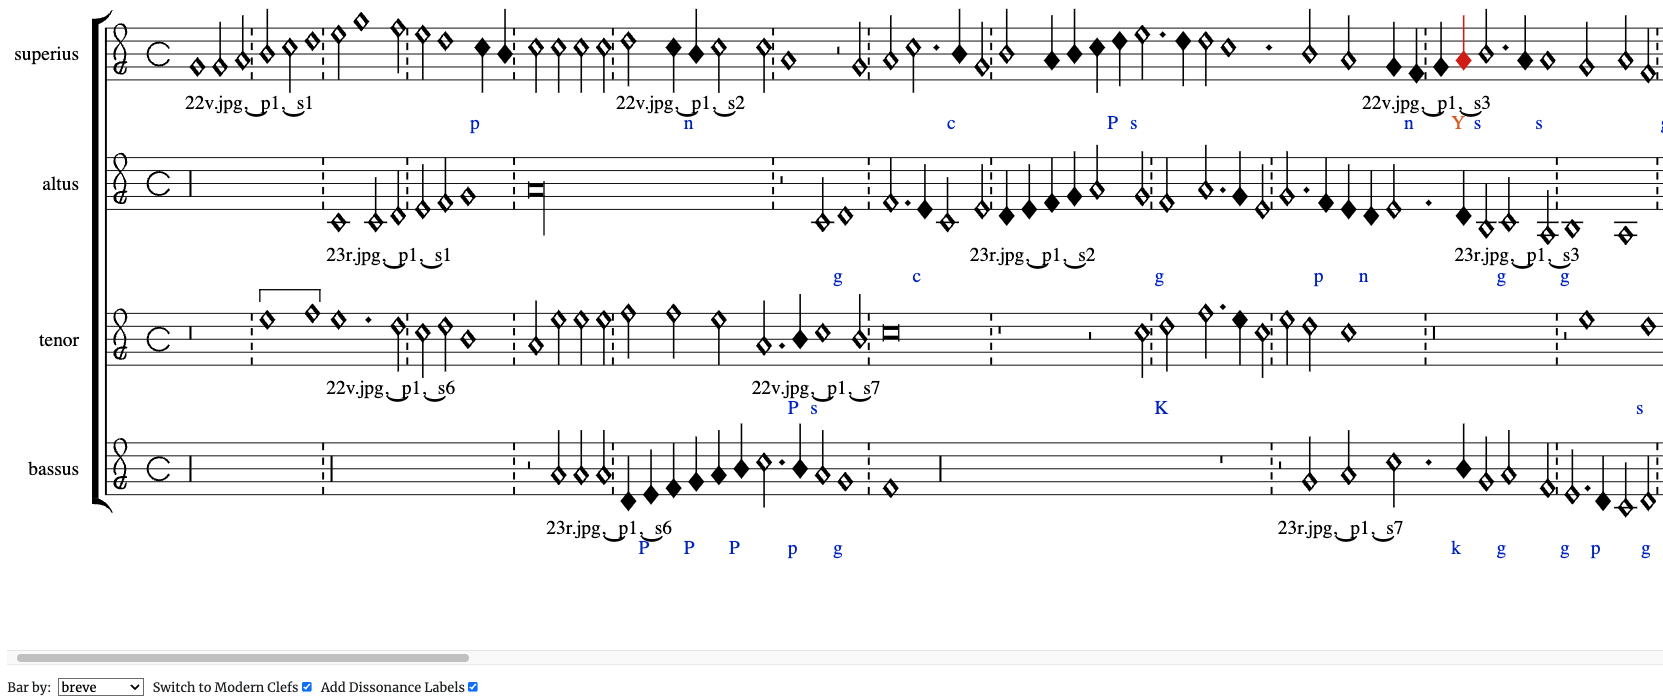 superius
22v.jpg‿p1‿s1 22v.jpg‿p1‿s2 22v.jpg‿p1‿s3
p n c P s n Y s s g
altus
23r.jpg‿p1‿s1 23r.jpg‿p1‿s2 23r.jpg‿p1‿s3
g c g p n g g
tenor
22v.jpg‿p1‿s6 22v.jpg‿p1‿s7
P s K s
bassus
23r.jpg‿p1‿s6 23r.jpg‿p1‿s7
P P P p g k g g p g
Bar by: breve Switch to Modern Clefs Add Dissonance Labels